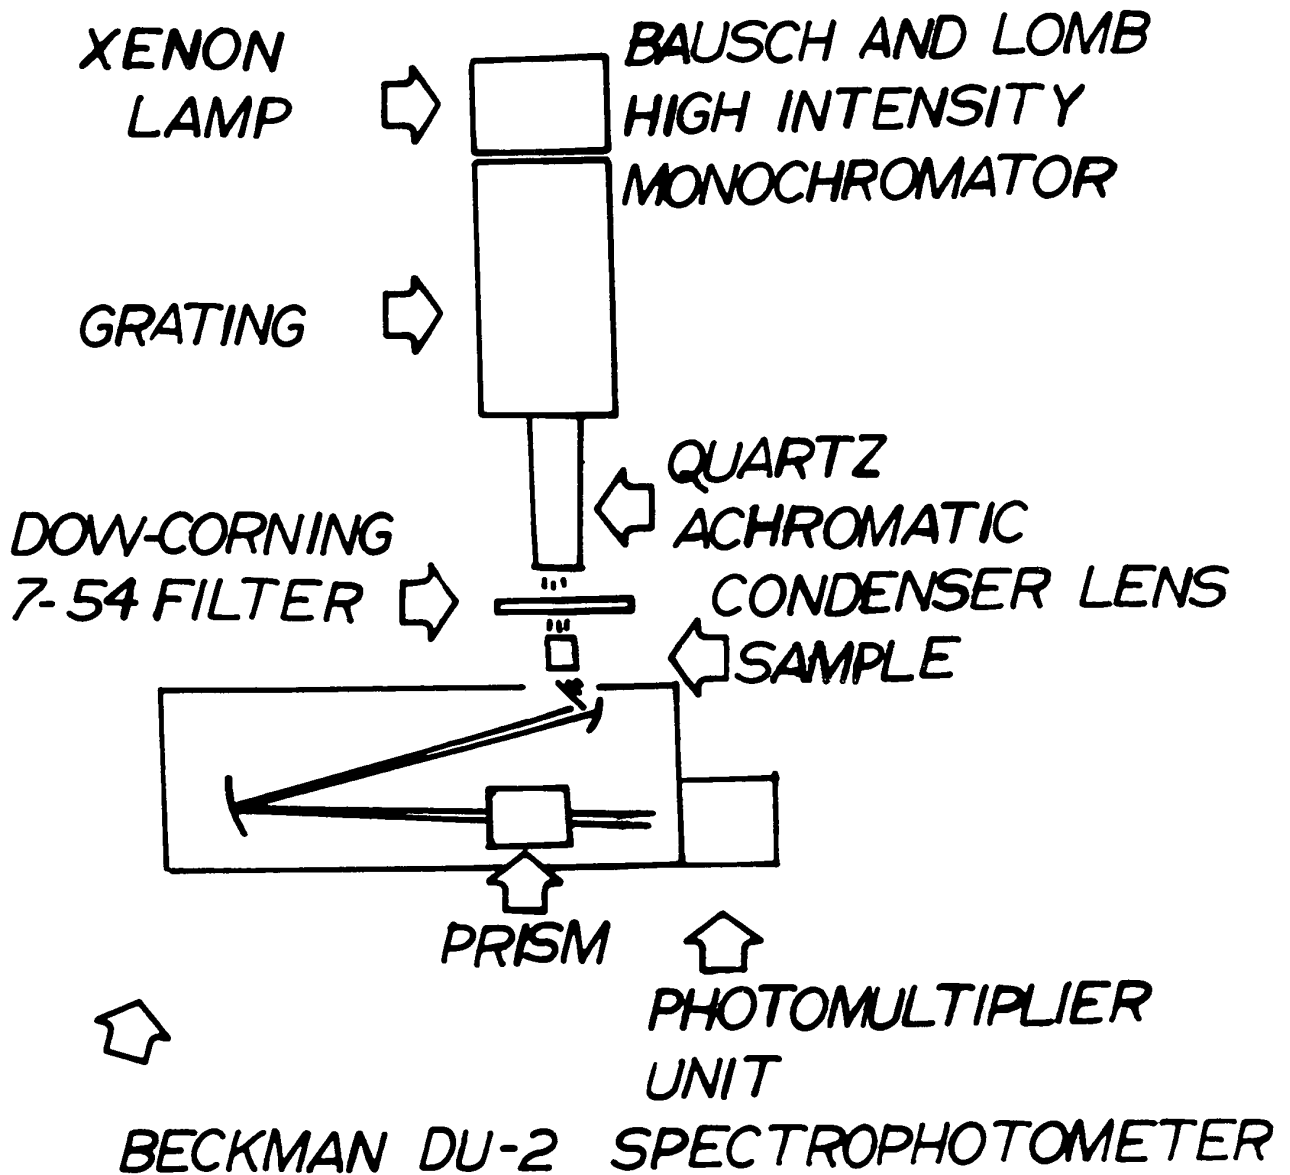 XENON
LAMP
BAUSCH AND LOMB
HIGH INTENSITY
MONOCHROMATOR
GRATING
QUARTZ
ACHROMATIC
CONDENSER LENS
DOW-CORNING
7-54 FILTER
SAMPLE
PRISM
PHOTOMULTIPLIER
UNIT
BECKMAN DU-2 SPECTROPHOTOMETER